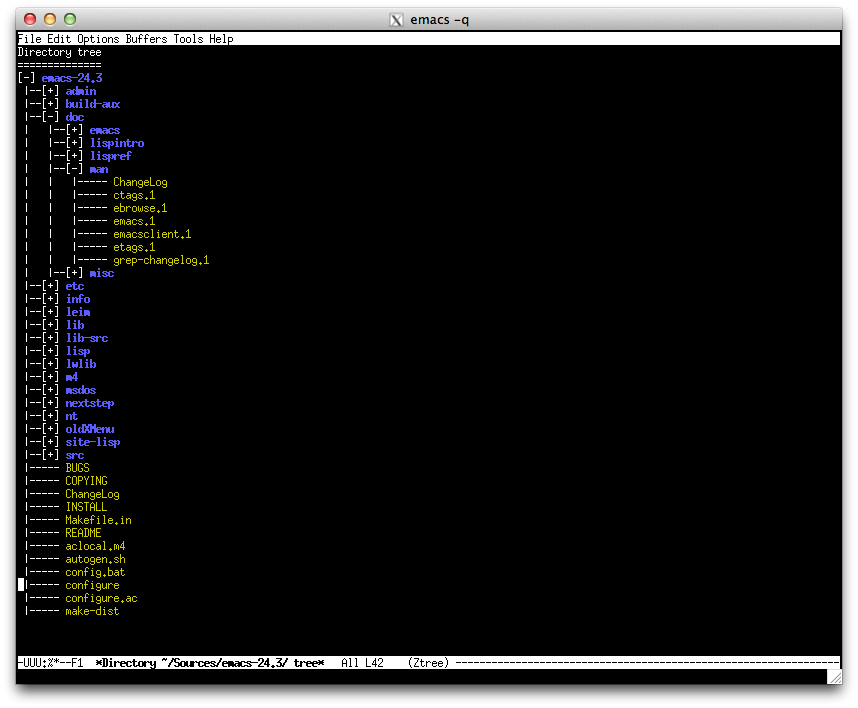 emacs -q
File Edit Options Buffers Tools Help
Directory tree
==============
[-] emacs-24.3
 |--[+] admin
 |--[+] build-aux
 |--[-] doc
 |   |--[+] emacs
 |   |--[+] lispintro
 |   |--[+] lispref
 |   |--[-] man
 |   |   |----- ChangeLog
 |   |   |----- ctags.1
 |   |   |----- ebrowse.1
 |   |   |----- emacs.1
 |   |   |----- emacsclient.1
 |   |   |----- etags.1
 |   |   |----- grep-changelog.1
 |   |--[+] misc
 |--[+] etc
 |--[+] info
 |--[+] leim
 |--[+] lib
 |--[+] lib-src
 |--[+] lisp
 |--[+] lwlib
 |--[+] m4
 |--[+] msdos
 |--[+] nextstep
 |--[+] nt
 |--[+] oldXMenu
 |--[+] site-lisp
 |--[+] src
 |----- BUGS
 |----- COPYING
 |----- ChangeLog
 |----- INSTALL
 |----- Makefile.in
 |----- README
 |----- aclocal.m4
 |----- autogen.sh
 |----- config.bat
 |----- configure
 |----- configure.ac
 |----- make-dist
-UUU:%*--F1  *Directory ~/Sources/emacs-24.3/ tree*   All L42    (Ztree) ----------------------------------------------------------------